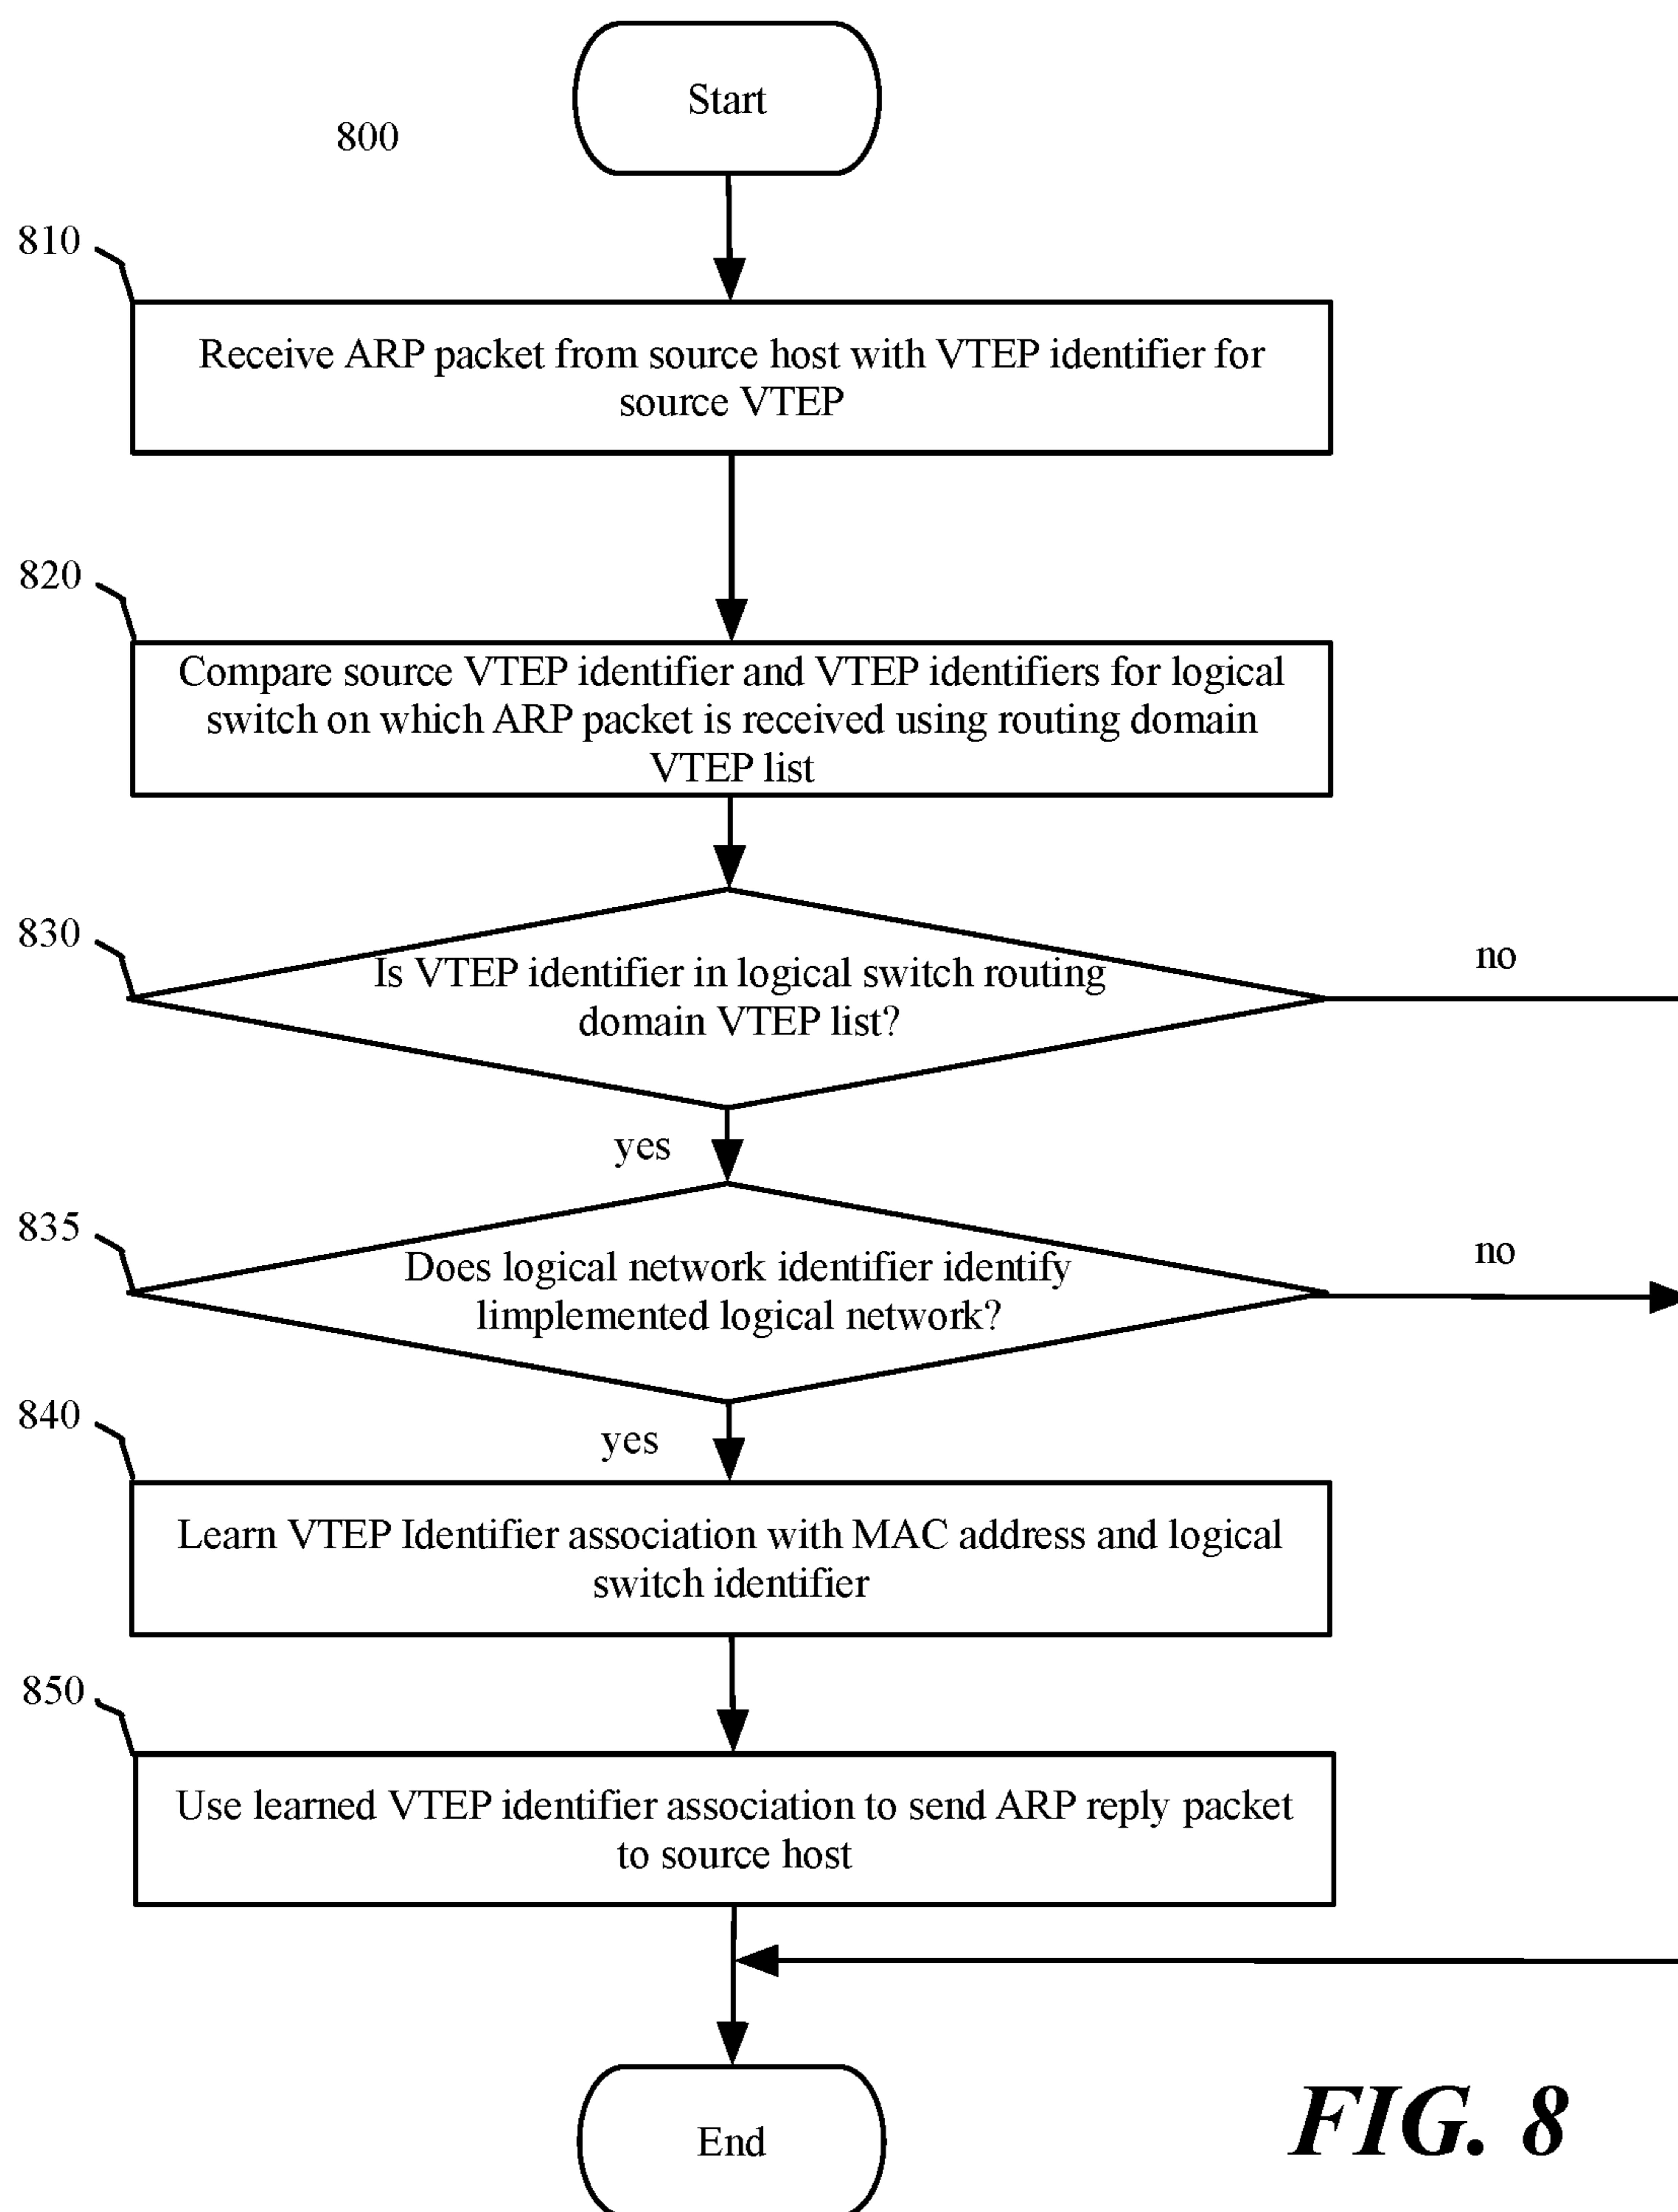 Start
800
810
Receive ARP packet from source host with VTEP identifier for
source VTEP
820
Compare source VTEP identifier and VTEP identifiers for logical
switch on which ARP packet is received using routing domain
VTEP list
830
Is VTEP identifier in logical switch routing
domain VTEP list?
no
yes
835
Does logical network identifier identify
limplemented logical network?
no
yes
840
Learn VTEP Identifier association with MAC address and logical
switch identifier
850
Use learned VTEP identifier association to send ARP reply packet
to source host
End
FIG. 8